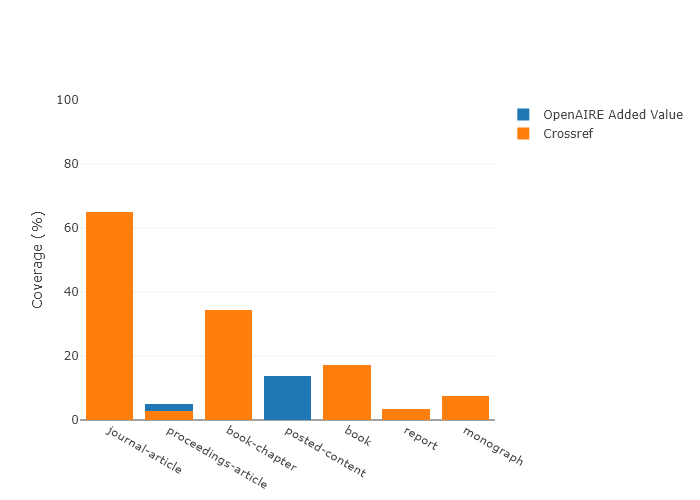 OpenAIRE Added Value
Crossref
Coverage (%)
100
80
60
40
20
0
journal-article
proceedings-article
book-chapter
posted-content
book
report
monograph